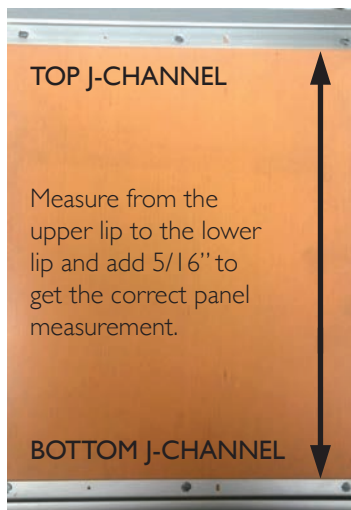 TOP J-CHANNEL
Measure from the
upper lip to the lower
lip and add 5/16” to
get the correct panel
measurement.
BOTTOM J-CHANNEL